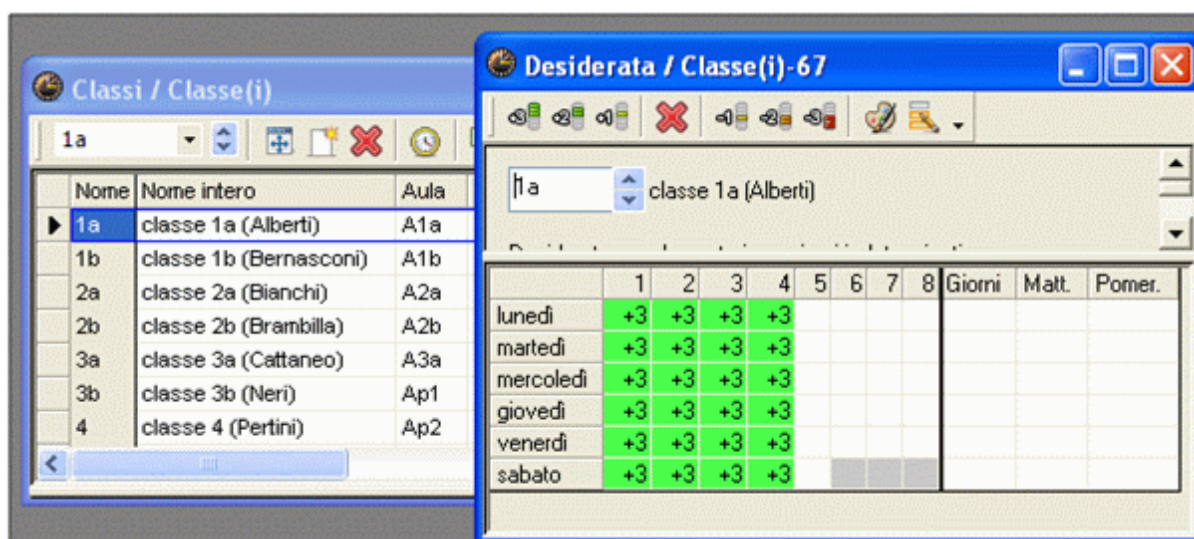 Classi / Classe(i)
1a
Nome Nome intero Aula
1a classe 1a (Alberti) A1a
1b classe 1b (Bernasconi) A1b
2a classe 2a (Bianchi) A2a
2b classe 2b (Brambilla) A2b
3a classe 3a (Cattaneo) A3a
3b classe 3b (Neri) Ap1
4 classe 4 (Pertini) Ap2
Desiderata / Classe(i)-67
-3 -2 -1
1a classe 1a (Alberti)
1 2 3 4 5 6 7 8 Giorni Matt. Pomer.
lunedì +3 +3 +3 +3
martedì +3 +3 +3 +3
mercoledì +3 +3 +3 +3
giovedì +3 +3 +3 +3
venerdì +3 +3 +3 +3
sabato +3 +3 +3 +3